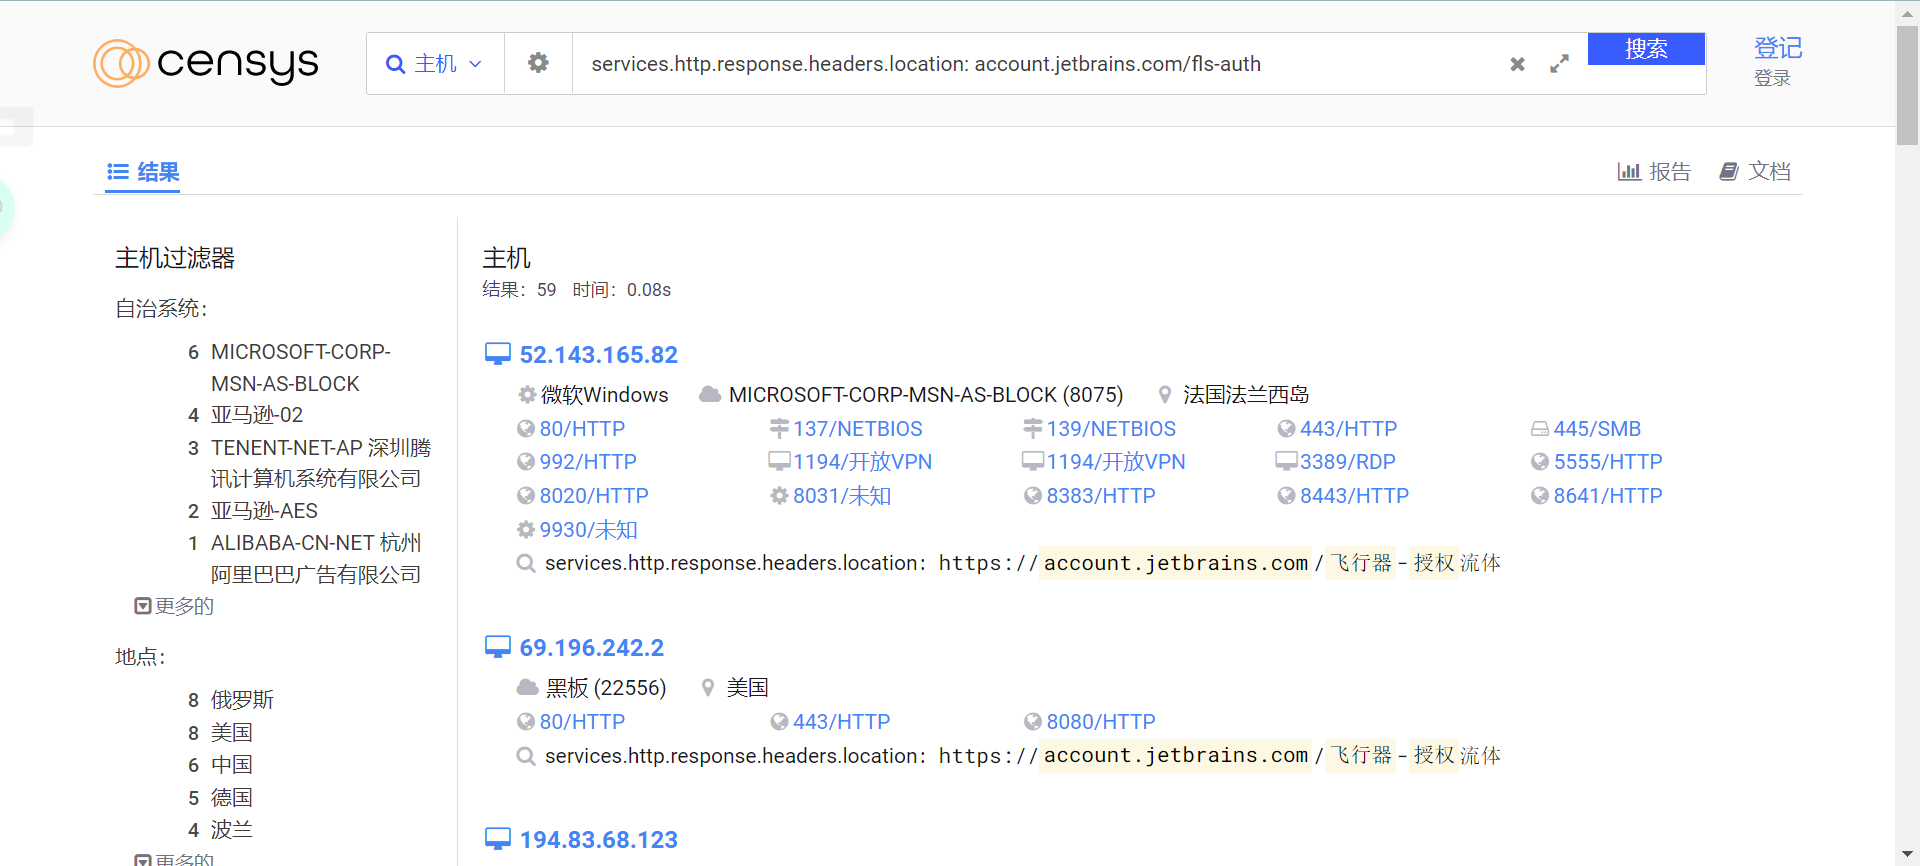 censys
主机
services.http.response.headers.location: account.jetbrains.com/fls-auth
搜索
登记
登录
结果
报告
文档
主机过滤器
自治系统：
6 MICROSOFT-CORP-
MSN-AS-BLOCK
4 亚马逊-02
3 TENENT-NET-AP 深圳腾
讯计算机系统有限公司
2 亚马逊-AES
1 ALIBABA-CN-NET 杭州
阿里巴巴广告有限公司
更多的
地点：
8 俄罗斯
8 美国
6 中国
5 德国
4 波兰
更多的
主机
结果：59 时间：0.08s
52.143.165.82
微软Windows MICROSOFT-CORP-MSN-AS-BLOCK (8075) 法国法兰西岛
80/HTTP 137/NETBIOS 139/NETBIOS 443/HTTP 445/SMB
992/HTTP 1194/开放VPN 1194/开放VPN 3389/RDP 5555/HTTP
8020/HTTP 8031/未知 8383/HTTP 8443/HTTP 8641/HTTP
9930/未知
services.http.response.headers.location: https://account.jetbrains.com/飞行器-授权流体
69.196.242.2
黑板 (22556) 美国
80/HTTP 443/HTTP 8080/HTTP
services.http.response.headers.location: https://account.jetbrains.com/飞行器-授权流体
194.83.68.123